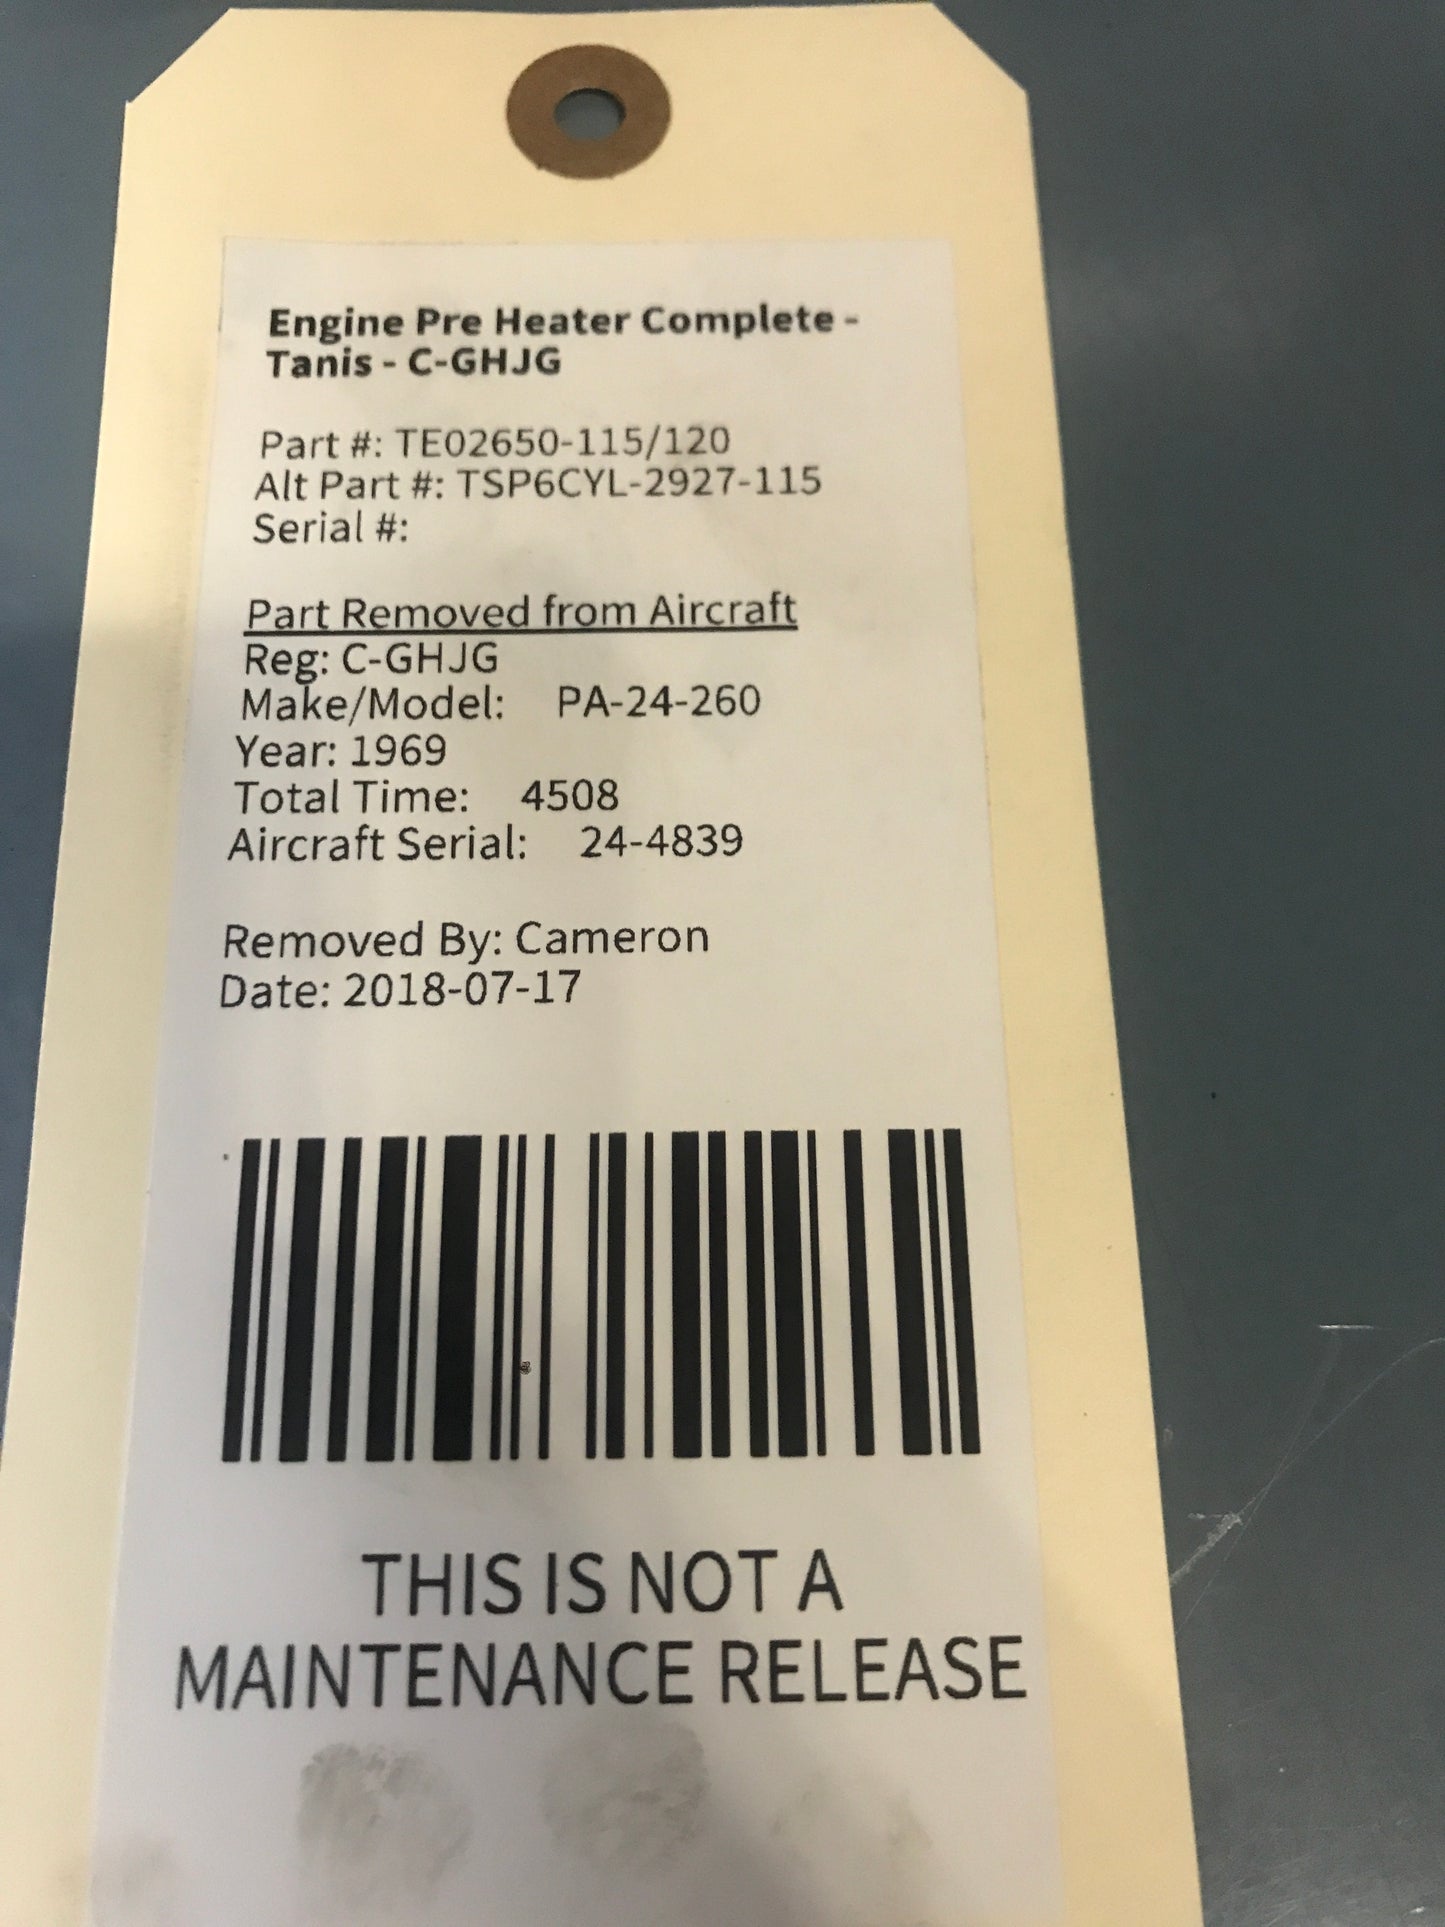 Engine Pre Heater Complete -
Tanis - C-GHJG
Part #: TE02650-115/120
Alt Part #: TSP6CYL-2927-115
Serial #:
Part Removed from Aircraft
Reg: C-GHJG
Make/Model: PA-24-260
Year: 1969
Total Time: 4508
Aircraft Serial: 24-4839
Removed By: Cameron
Date: 2018-07-17
THIS IS NOT A
MAINTENANCE RELEASE